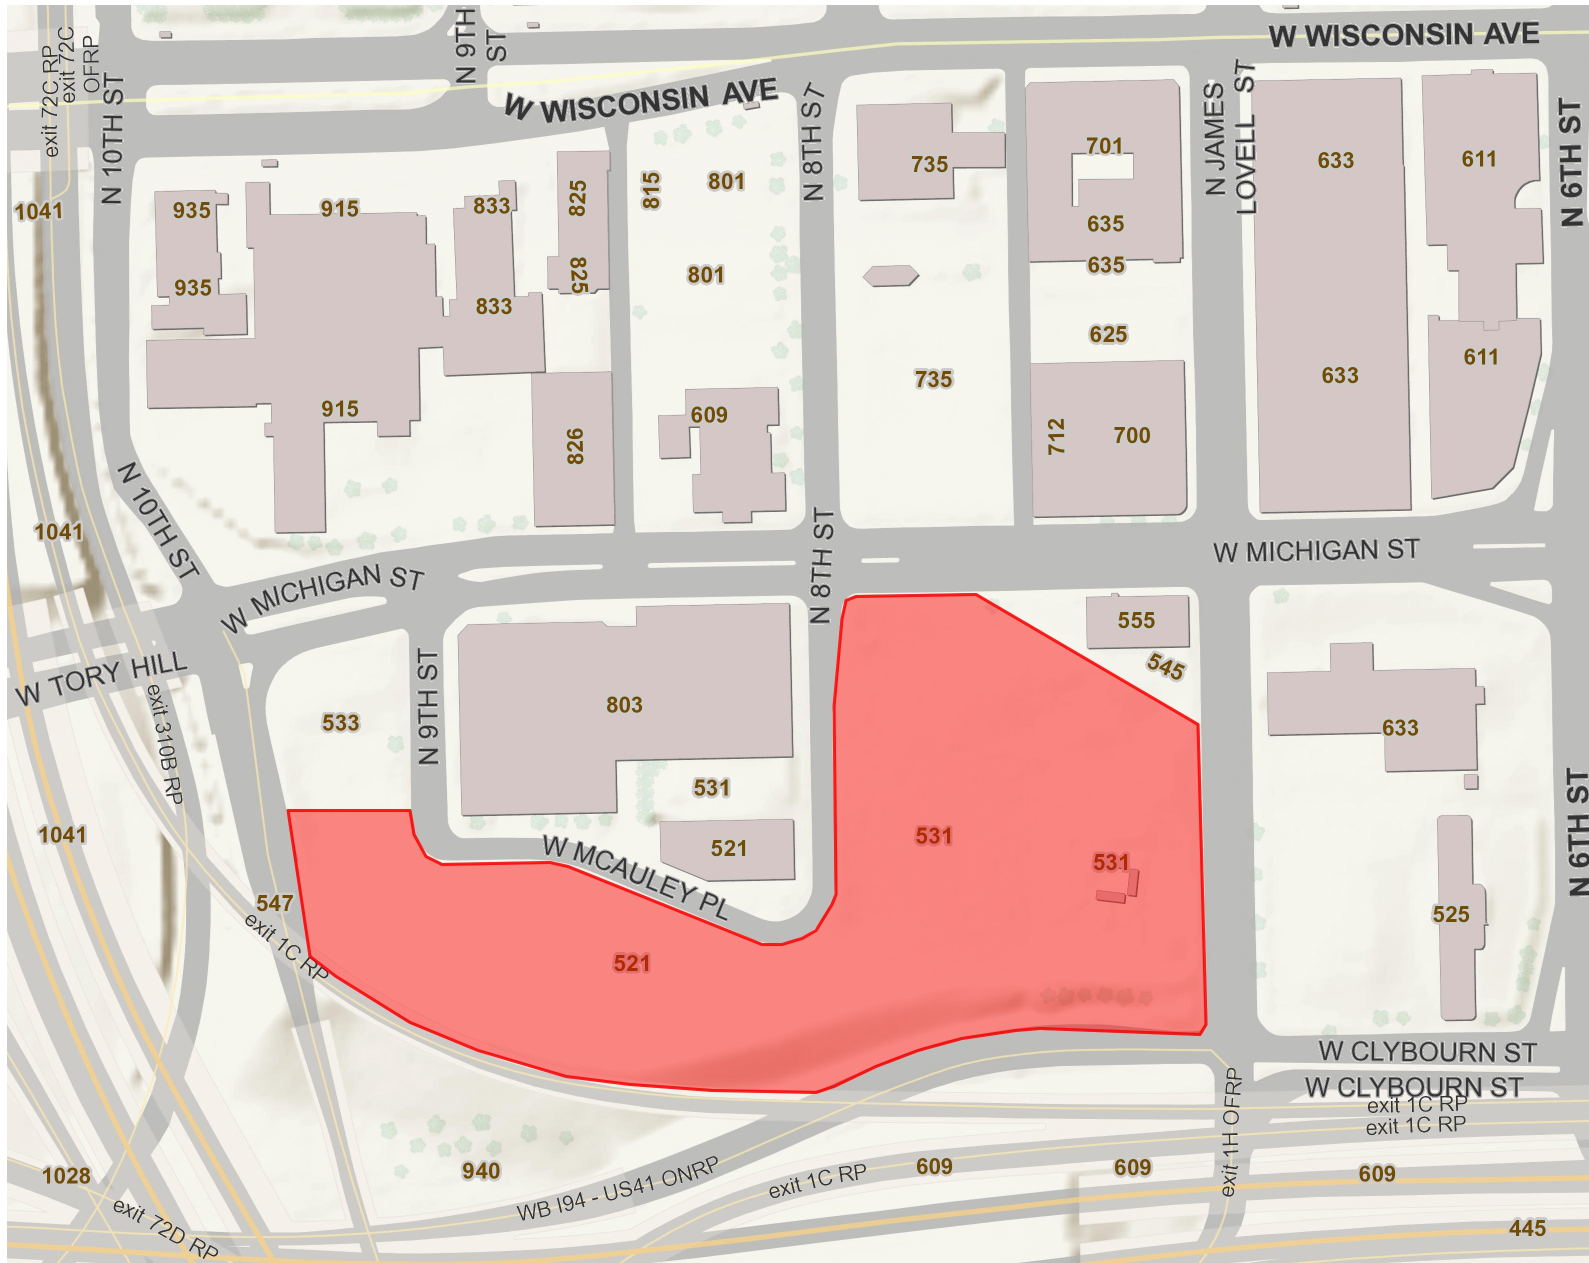 W WISCONSIN AVE
N 9TH
ST
exit 72C RP
exit 72C
OFRP
N 10TH ST
W WISCONSIN AVE
N 8TH ST
N JAMES
LOVELL ST
N 6TH ST
701
633
611
735
815
801
825
1041
935
915
833
635
635
801
825
935
833
625
611
735
633
915
609
826
712
700
N 10TH ST
1041
W MICHIGAN ST
W MICHIGAN ST
N 8TH ST
555
545
W TORY HILL
exit 310B RP
N 9TH ST
533
803
633
531
N 6TH ST
1041
531
531
521
W MCAULEY PL
547
exit 1C RP
525
521
W CLYBOURN ST
W CLYBOURN ST
exit 1C RP
exit 1C RP
exit 1H OFRP
1028
940
609
609
609
WB I94 - US41 ONRP
exit 1C RP
exit 72D RP
445